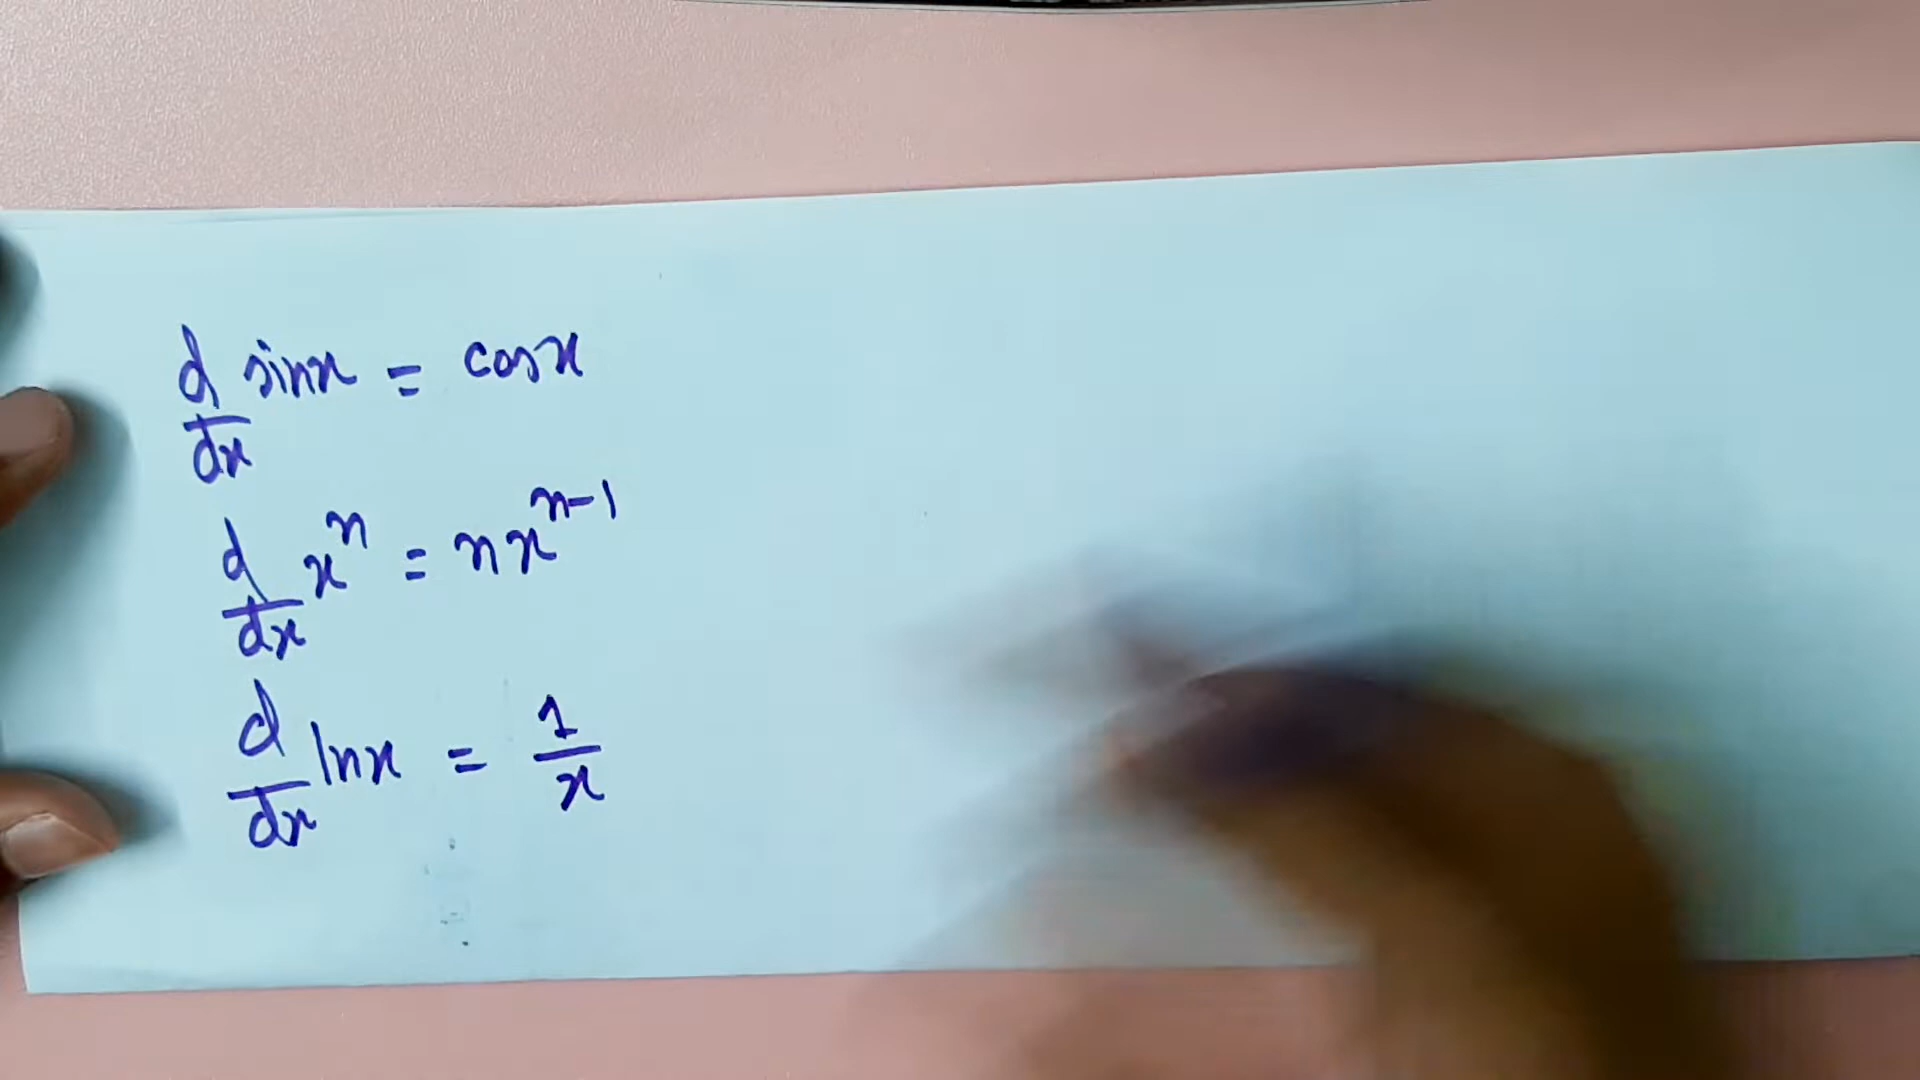 d/dx sinx = cosx
d/dx x^n = nx^(n-1)
d/dx lnx = 1/x